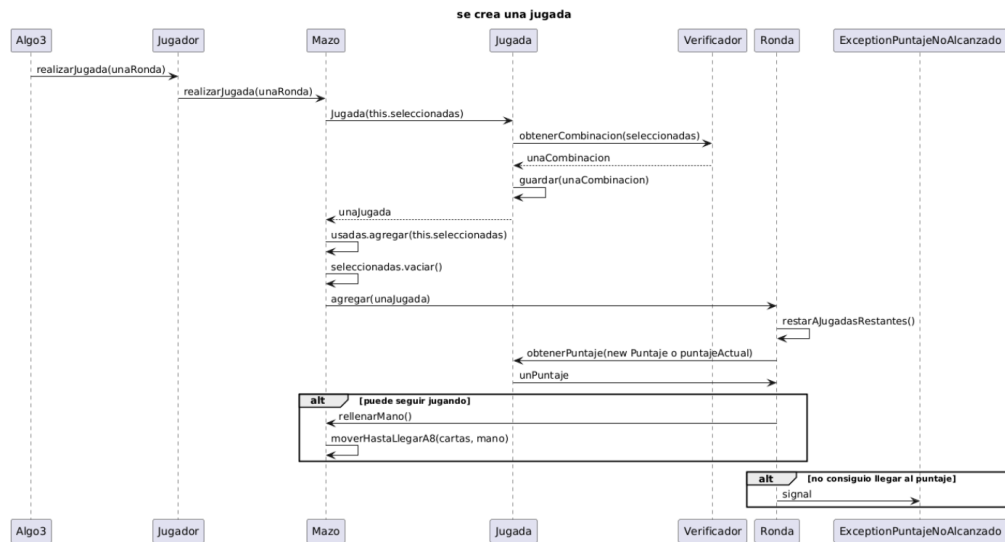 se crea una jugada
Algo3 Jugador Mazo Jugada Verificador Ronda ExceptionPuntajeNoAlcanzado
realizarJugada(unaRonda)
realizarJugada(unaRonda)
Jugada(this.seleccionadas)
obtenerCombinacion(seleccionadas)
unaCombinacion
guardar(unaCombinacion)
unaJugada
usadas.agregar(this.seleccionadas)
seleccionadas.vaciar()
agregar(unaJugada)
restarAJugadasRestantes()
obtenerPuntaje(new Puntaje o puntajeActual)
unPuntaje
alt [puede seguir jugando]
rellenarMano()
moverHastaLlegarA8(cartas, mano)
alt [no consiguio llegar al puntaje]
signal
Algo3 Jugador Mazo Jugada Verificador Ronda ExceptionPuntajeNoAlcanzado